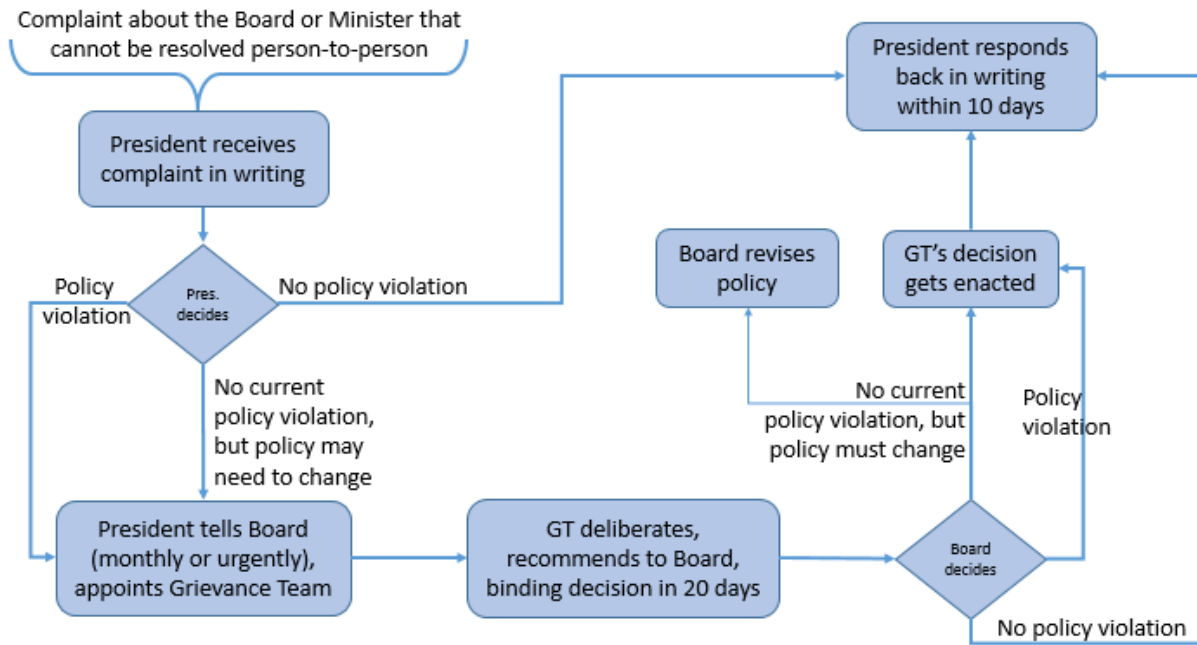 Complaint about the Board or Minister that
cannot be resolved person-to-person
President receives
complaint in writing
Pres.
decides
Policy
violation
No policy violation
No current
policy violation,
but policy may
need to change
President tells Board
(monthly or urgently),
appoints Grievance Team
GT deliberates,
recommends to Board,
binding decision in 20 days
Board
decides
No current
policy violation, but
policy must change
Policy
violation
No policy violation
Board revises
policy
GT's decision
gets enacted
President responds
back in writing
within 10 days